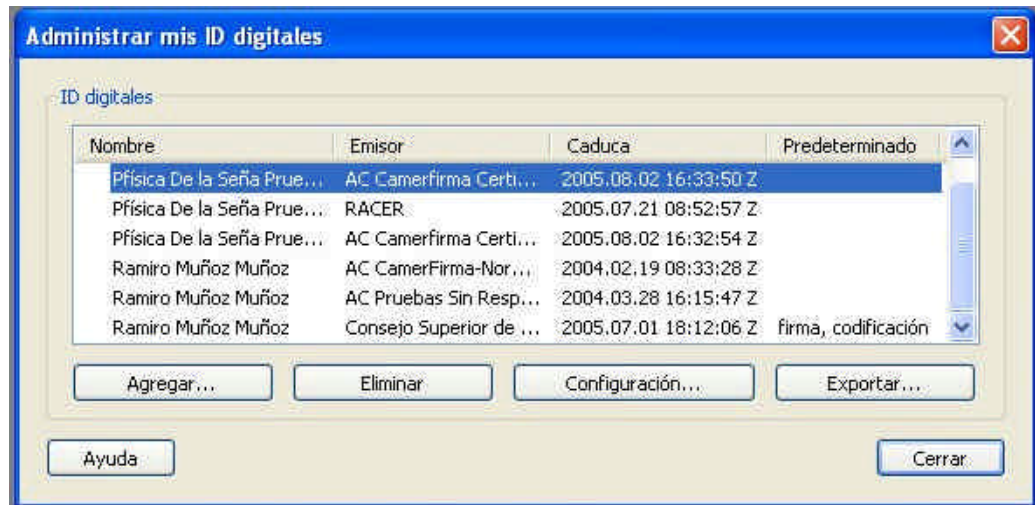 Administrar mis ID digitales
ID digitales
Nombre Emisor Caduca Predeterminado
Pfísica De la Seña Prue... AC Camerfirma Certi... 2005.08.02 16:33:50 Z
Pfísica De la Seña Prue... RACER 2005.07.21 08:52:57 Z
Pfísica De la Seña Prue... AC Camerfirma Certi... 2005.08.02 16:32:54 Z
Ramiro Muñoz Muñoz AC CamerFirma-Nor... 2004.02.19 08:33:28 Z
Ramiro Muñoz Muñoz AC Pruebas Sin Resp... 2004.03.28 16:15:47 Z
Ramiro Muñoz Muñoz Consejo Superior de ... 2005.07.01 18:12:06 Z firma, codificación
Agregar... Eliminar Configuración... Exportar...
Ayuda Cerrar